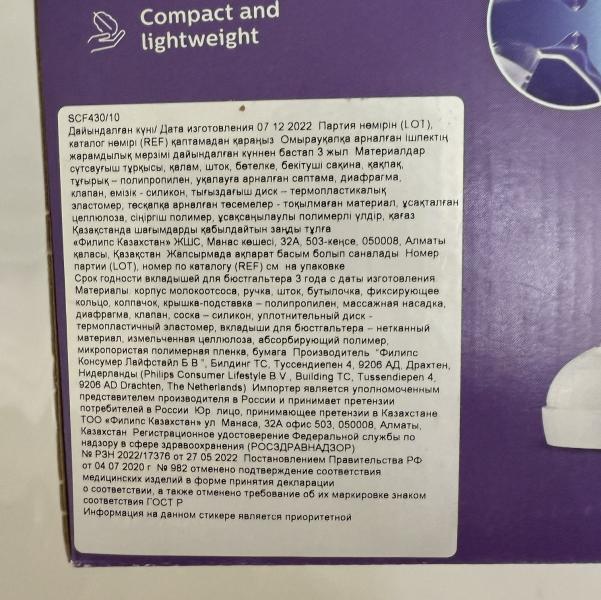 Compact and
lightweight
SCF430/10
Дайындалған күні/ Дата изготовления 07 12 2022 Партия нөмірін (LOT),
каталог нөмірі (REF) қаптамадан қараңыз Омырауқапқа арналған ішпектің
жарамдылық мерзімі дайындалған күннен бастап 3 жыл Материалдар
сүтсауғыш тұрқысы, қалам, шток, бөтелке, бекітуші сақина, қақпақ,
тұғырық – полипропилен, уқалауға арналған саптама, диафрагма,
клапан, емізік - силикон, тығыздағыш диск – термопластикалық
эластомер, төсқапқа арналған төсемелер - тоқылмаған материал, ұсақталған
целлюлоза, сіңіргіш полимер, ұсақсаңылаулы полимерлі үлдір, қағаз
Қазақстанда шағымдарды қабылдайтын заңды тұлға
«Филипс Казахстан» ЖШС, Манас көшесі, 32А, 503-кеңсе, 050008, Алматы
қаласы, Қазақстан Жапсырмада ақпарат басым болып саналады Номер
партии (LOT), номер по каталогу (REF) см на упаковке
Срок годности вкладышей для бюстгальтера 3 года с даты изготовления
Материалы корпус молокоотсоса, ручка, шток, бутылочка, фиксирующее
кольцо, колпачок, крышка-подставка – полипропилен, массажная насадка,
диафрагма, клапан, соска – силикон, уплотнительный диск -
термопластичный эластомер, вкладыши для бюстгальтера – нетканный
материал, измельченная целлюлоза, абсорбирующий полимер,
микропористая полимерная пленка, бумага Производитель "Филипс
Консумер Лайфстайл Б В ", Билдинг ТС, Туссендиепен 4, 9206 АД, Драхтен,
Нидерланды (Philips Consumer Lifestyle B.V , Building TC, Tussendiepen 4,
9206 AD Drachten, The Netherlands) Импортер является уполномоченным
представителем производителя в России и принимает претензии
потребителей в России Юр лицо, принимающее претензии в Казахстане
ТОО «Филипс Казахстан» ул Манаса, 32А офис 503, 050008, Алматы,
Казахстан Регистрационное удостоверение Федеральной службы по
надзору в сфере здравоохранения (РОСЗДРАВНАДЗОР)
№ РЗН 2022/17376 от 27 05 2022 Постановлением Правительства РФ
от 04 07 2020 г № 982 отменено подтверждение соответствия
медицинских изделий в форме принятия декларации
о соответствии, а также отменено требование об их маркировке знаком
соответствия ГОСТ Р
Информация на данном стикере является приоритетной